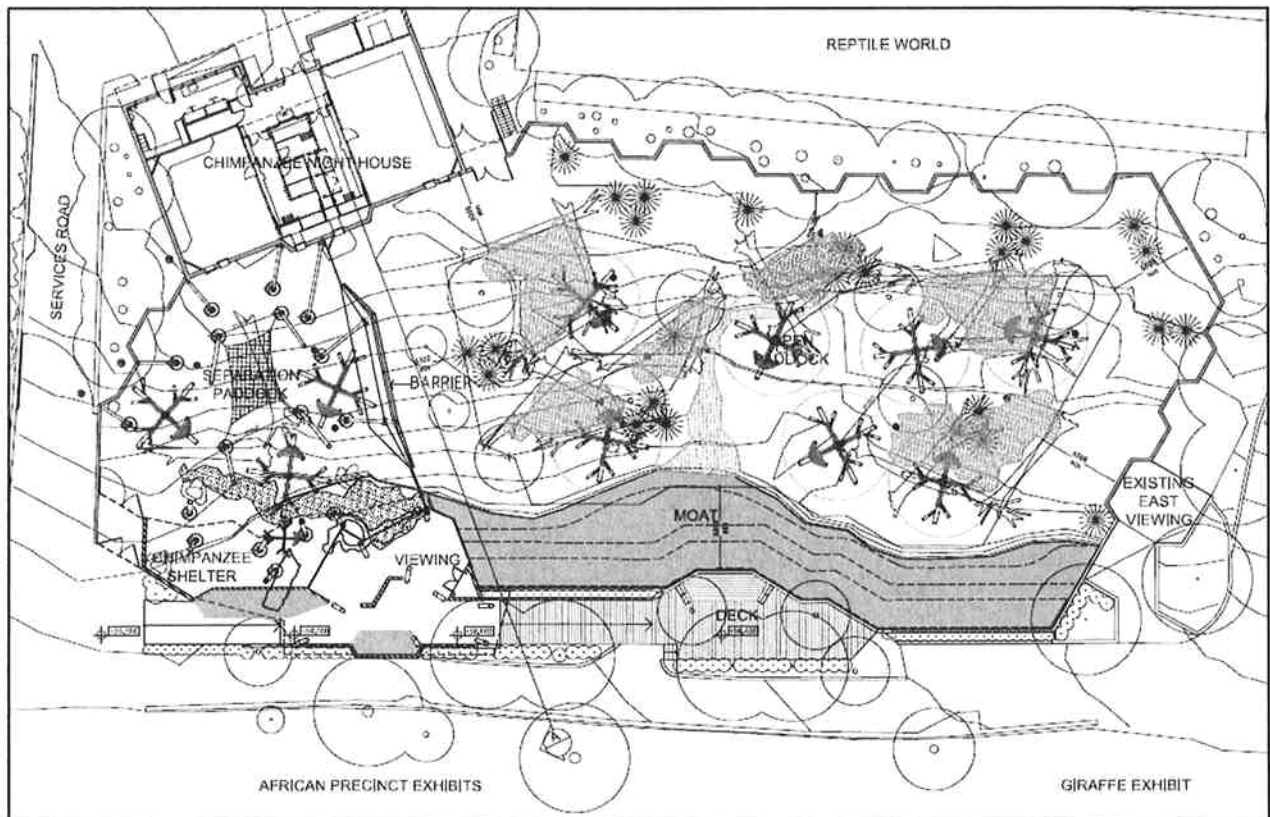 REPTILE WORLD
CHIMPANZEE NIGHT HOUSE
SERVICES ROAD
SEPARATION
PADDOCK
BARRIER
OPEN
PADDOCK
MOAT
EXISTING
EAST
VIEWING
CHIMPANZEE
SHELTER
VIEWING
DECK
AFRICAN PRECINCT EXHIBITS
GIRAFFE EXHIBIT